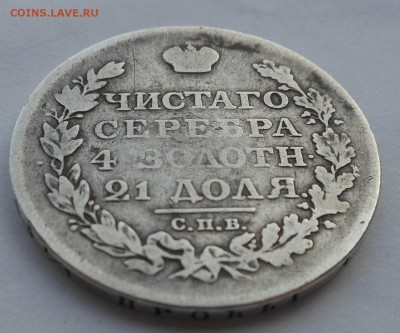 COINS.LAVE.RU
ЧИСТАГО
СЕРЕБРА
4 ЗОЛОТН.
21 ДОЛЯ
С.П.Б.